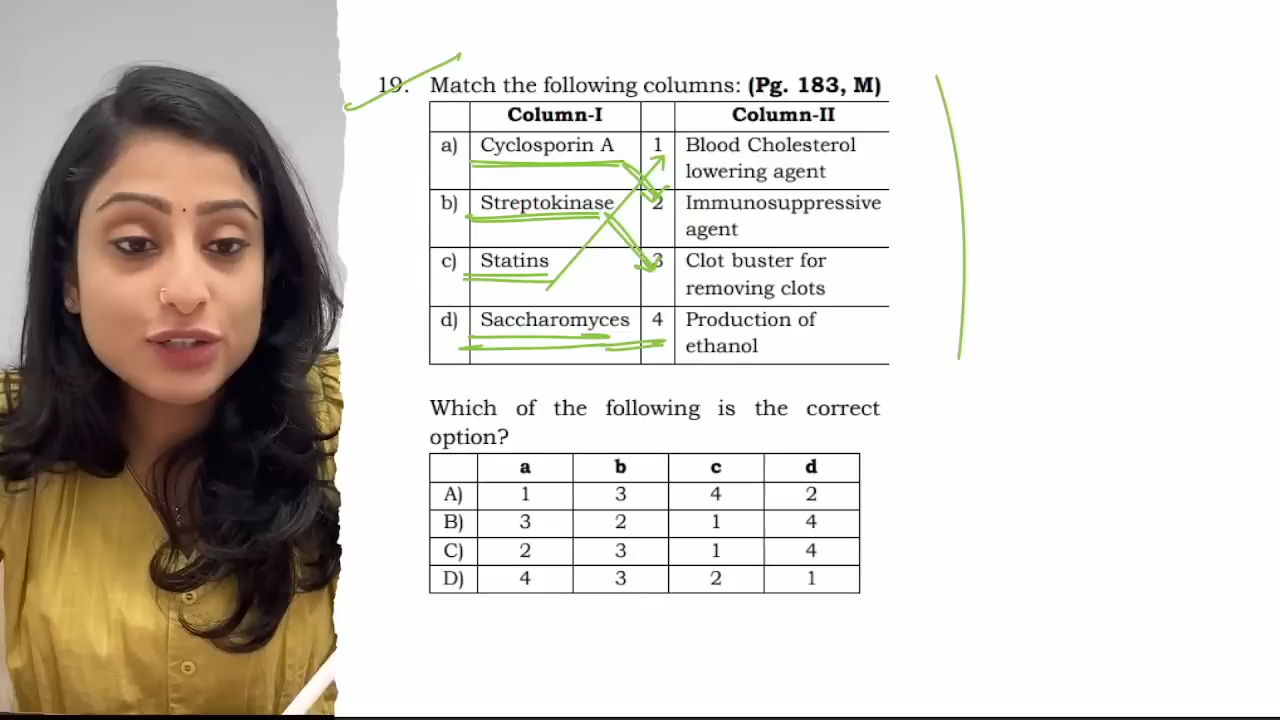 19. Match the following columns: (Pg. 183, M)
Column-I Column-II
a) Cyclosporin A 1 Blood Cholesterol
lowering agent
b) Streptokinase 2 Immunosuppressive
agent
c) Statins 3 Clot buster for
removing clots
d) Saccharomyces 4 Production of
ethanol
Which of the following is the correct
option?
a b c d
A) 1 3 4 2
B) 3 2 1 4
C) 2 3 1 4
D) 4 3 2 1